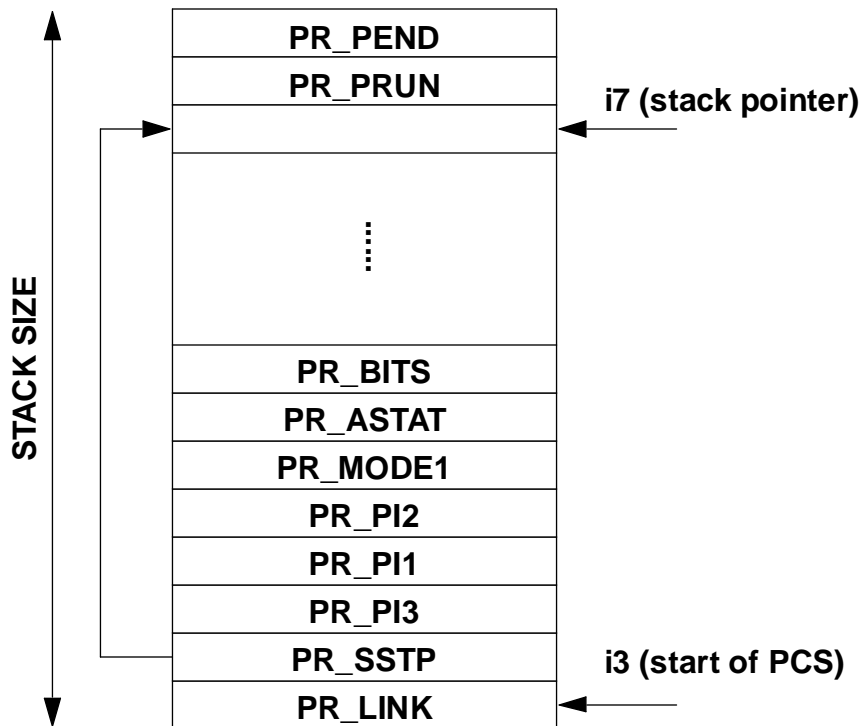 PR_PEND
PR_PRUN
i7 (stack pointer)
STACK SIZE
PR_BITS
PR_ASTAT
PR_MODE1
PR_PI2
PR_PI1
PR_PI3
PR_SSTP
i3 (start of PCS)
PR_LINK